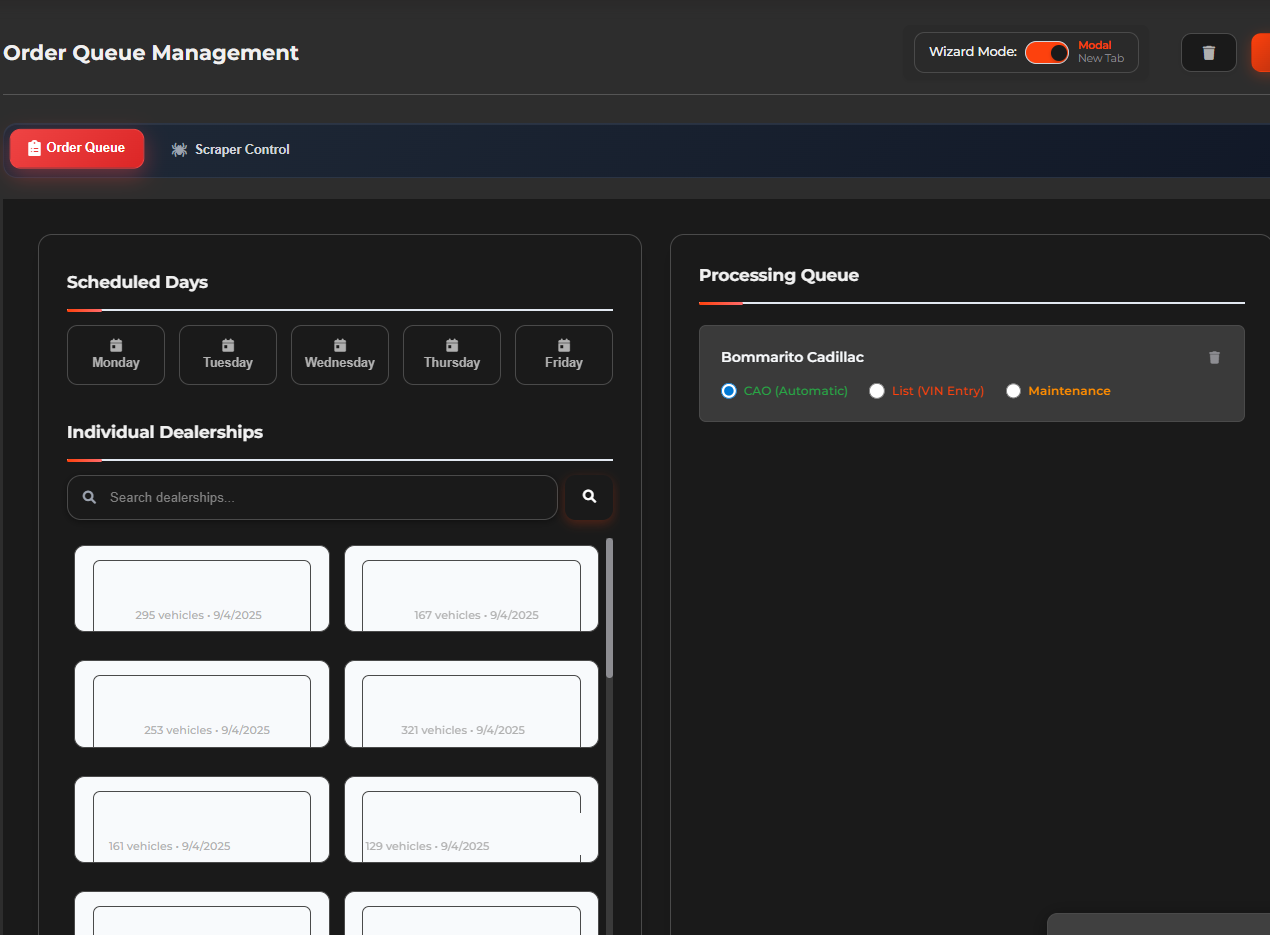 Order Queue Management
Wizard Mode:
Modal
New Tab
Order Queue
Scraper Control
Scheduled Days
Monday
Tuesday
Wednesday
Thursday
Friday
Individual Dealerships
Search dealerships...
295 vehicles • 9/4/2025
167 vehicles • 9/4/2025
253 vehicles • 9/4/2025
321 vehicles • 9/4/2025
161 vehicles • 9/4/2025
129 vehicles • 9/4/2025
Processing Queue
Bommarito Cadillac
CAO (Automatic)
List (VIN Entry)
Maintenance